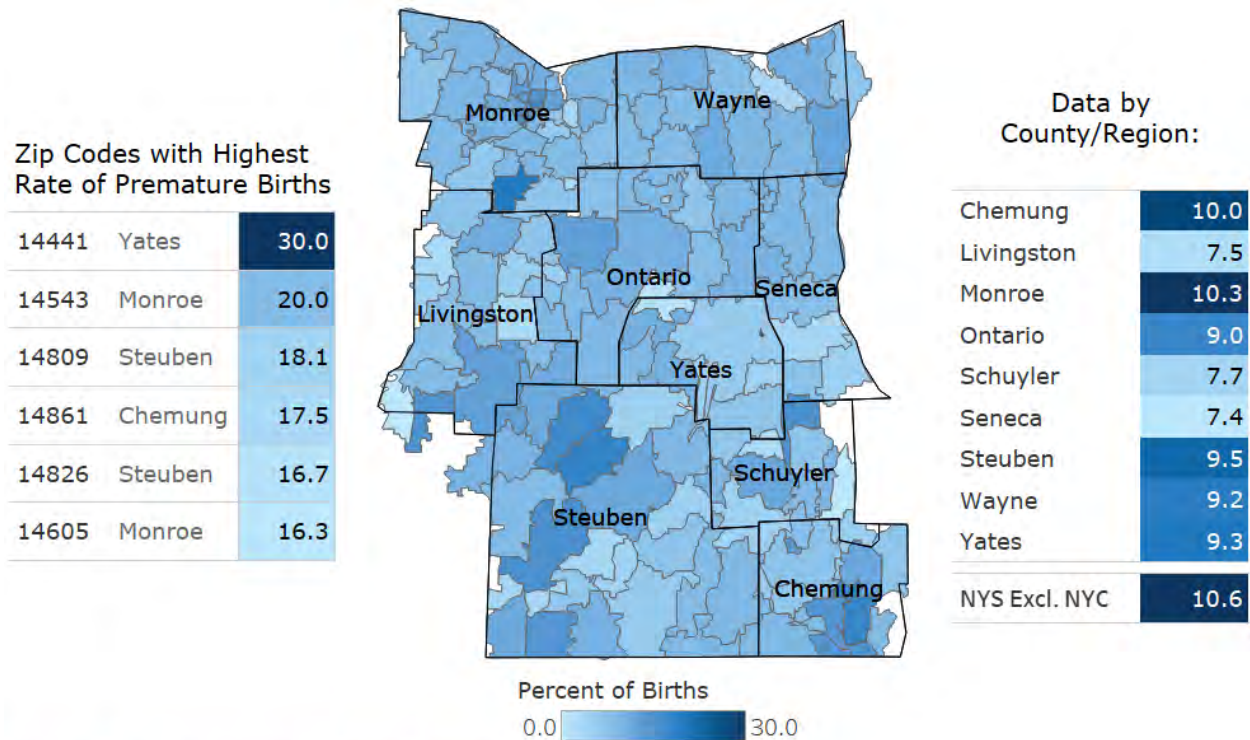 Zip Codes with Highest
Rate of Premature Births
14441 Yates 30.0
14543 Monroe 20.0
14809 Steuben 18.1
14861 Chemung 17.5
14826 Steuben 16.7
14605 Monroe 16.3
Monroe
Wayne
Ontario
Seneca
Livingston
Yates
Schuyler
Steuben
Chemung
Percent of Births
0.0 30.0
Data by
County/Region:
Chemung 10.0
Livingston 7.5
Monroe 10.3
Ontario 9.0
Schuyler 7.7
Seneca 7.4
Steuben 9.5
Wayne 9.2
Yates 9.3
NYS Excl. NYC 10.6